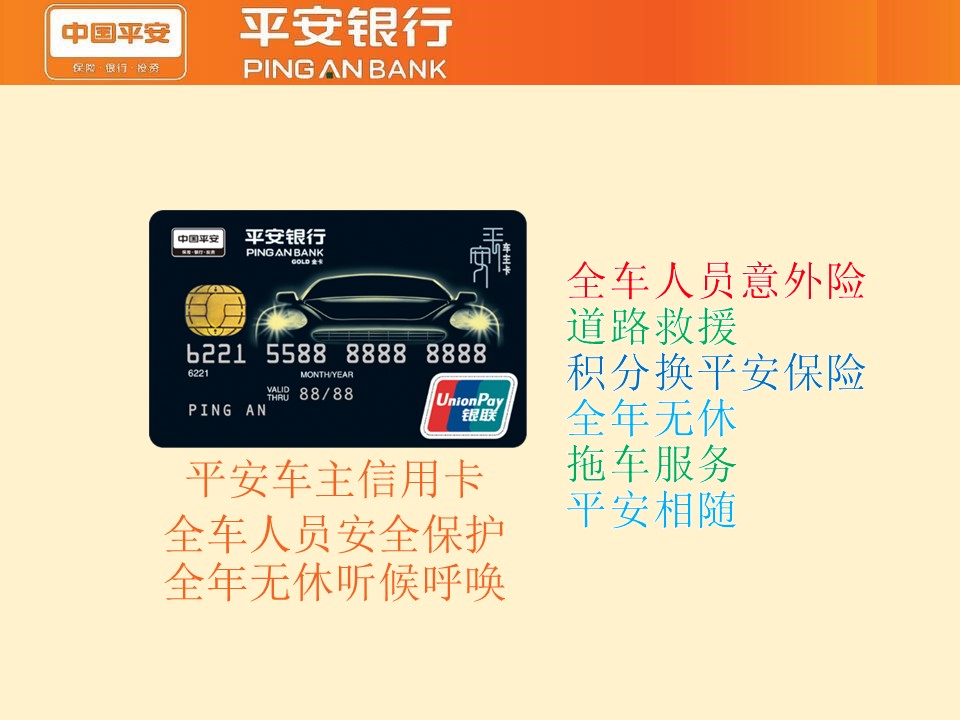 中国平安
保险·银行·投资
平安银行
PING AN BANK
中国平安
保险·银行·投资
平安银行
PING AN BANK
GOLD 金卡
平安
车主卡
6221 5588 8888 8888
6221
MONTH/YEAR
VALID THRU 88/88
PING AN
UnionPay
银联
平安车主信用卡
全车人员安全保护
全年无休听候呼唤
全车人员意外险
道路救援
积分换平安保险
全年无休
拖车服务
平安相随